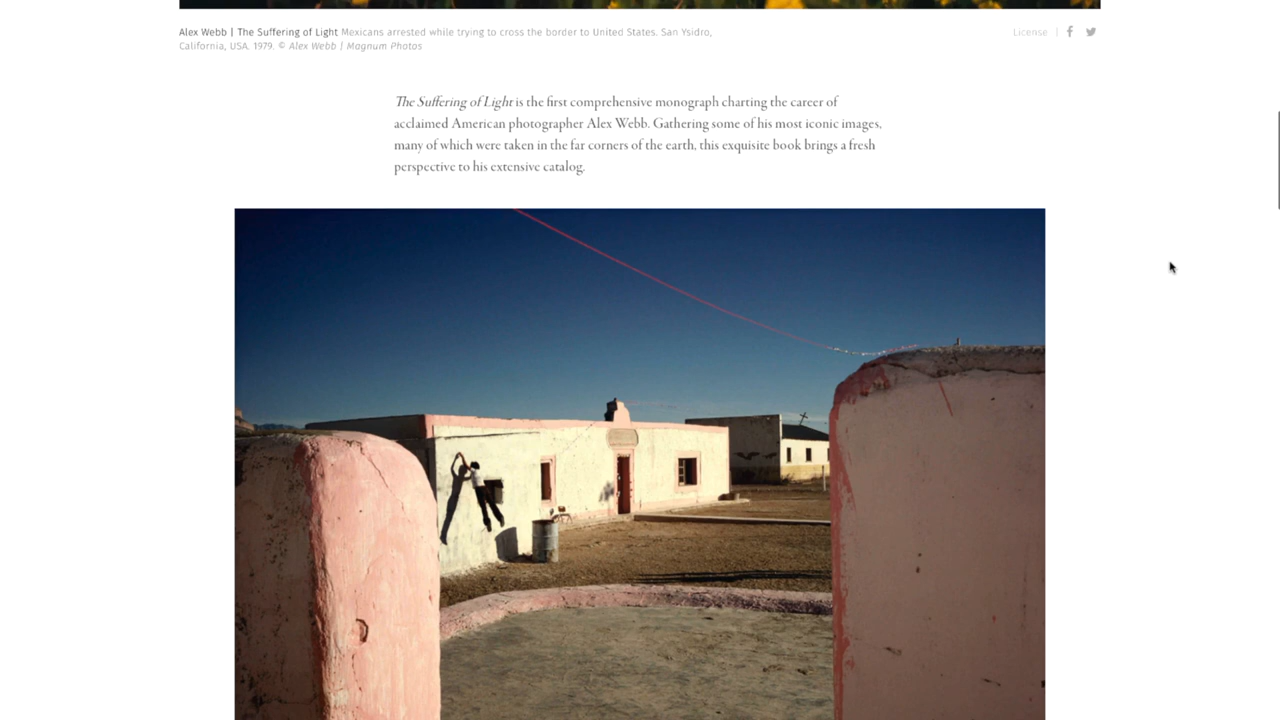 Alex Webb | The Suffering of Light Mexicans arrested while trying to cross the border to United States. San Ysidro,
California, USA. 1979. © Alex Webb | Magnum Photos
License |
The Suffering of Light is the first comprehensive monograph charting the career of
acclaimed American photographer Alex Webb. Gathering some of his most iconic images,
many of which were taken in the far corners of the earth, this exquisite book brings a fresh
perspective to his extensive catalog.